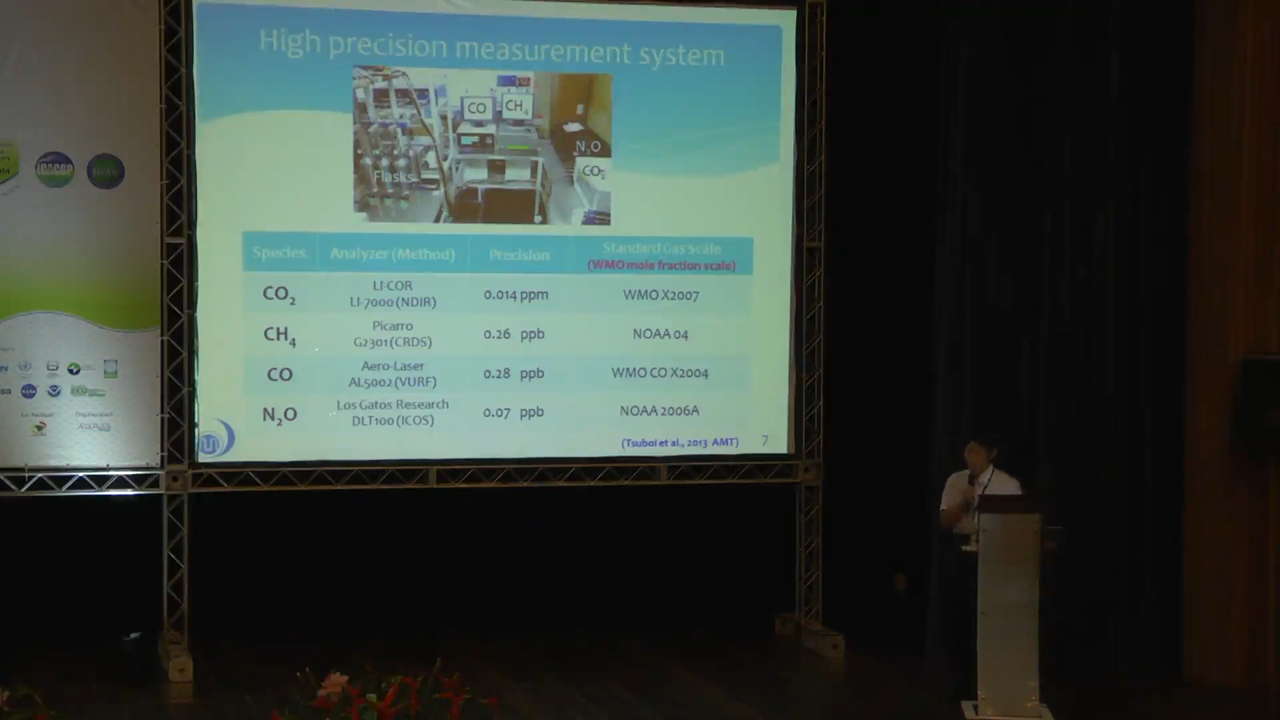 High precision measurement system
CO
CH4
N2O
CO2
Flasks
Species
Analyzer (Method)
Precision
Standard Gas Scale
(WMO mole fraction scale)
CO2
LI-COR
LI-7000 (NDIR)
0.014 ppm
WMO X2007
CH4
Picarro
G2301 (CRDS)
0.26 ppb
NOAA 04
CO
Aero-Laser
AL5002 (VURF)
0.28 ppb
WMO CO X2004
N2O
Los Gatos Research
DLT100 (ICOS)
0.07 ppb
NOAA 2006A
(Tsuboi et al., 2013 AMT)
7